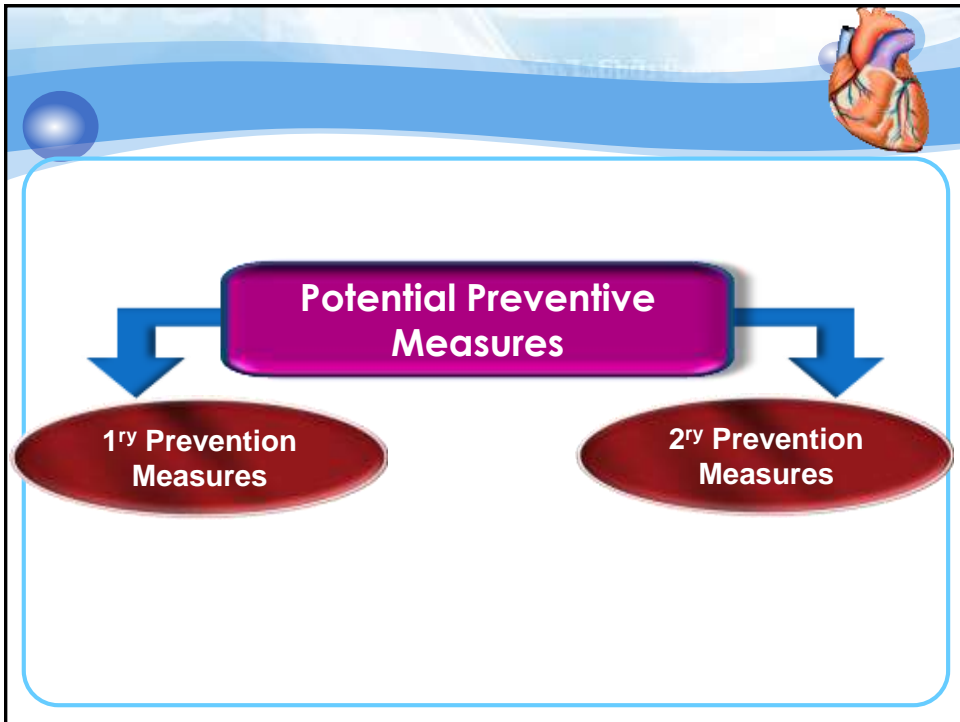 Potential Preventive
Measures
1ry Prevention
Measures
2ry Prevention
Measures